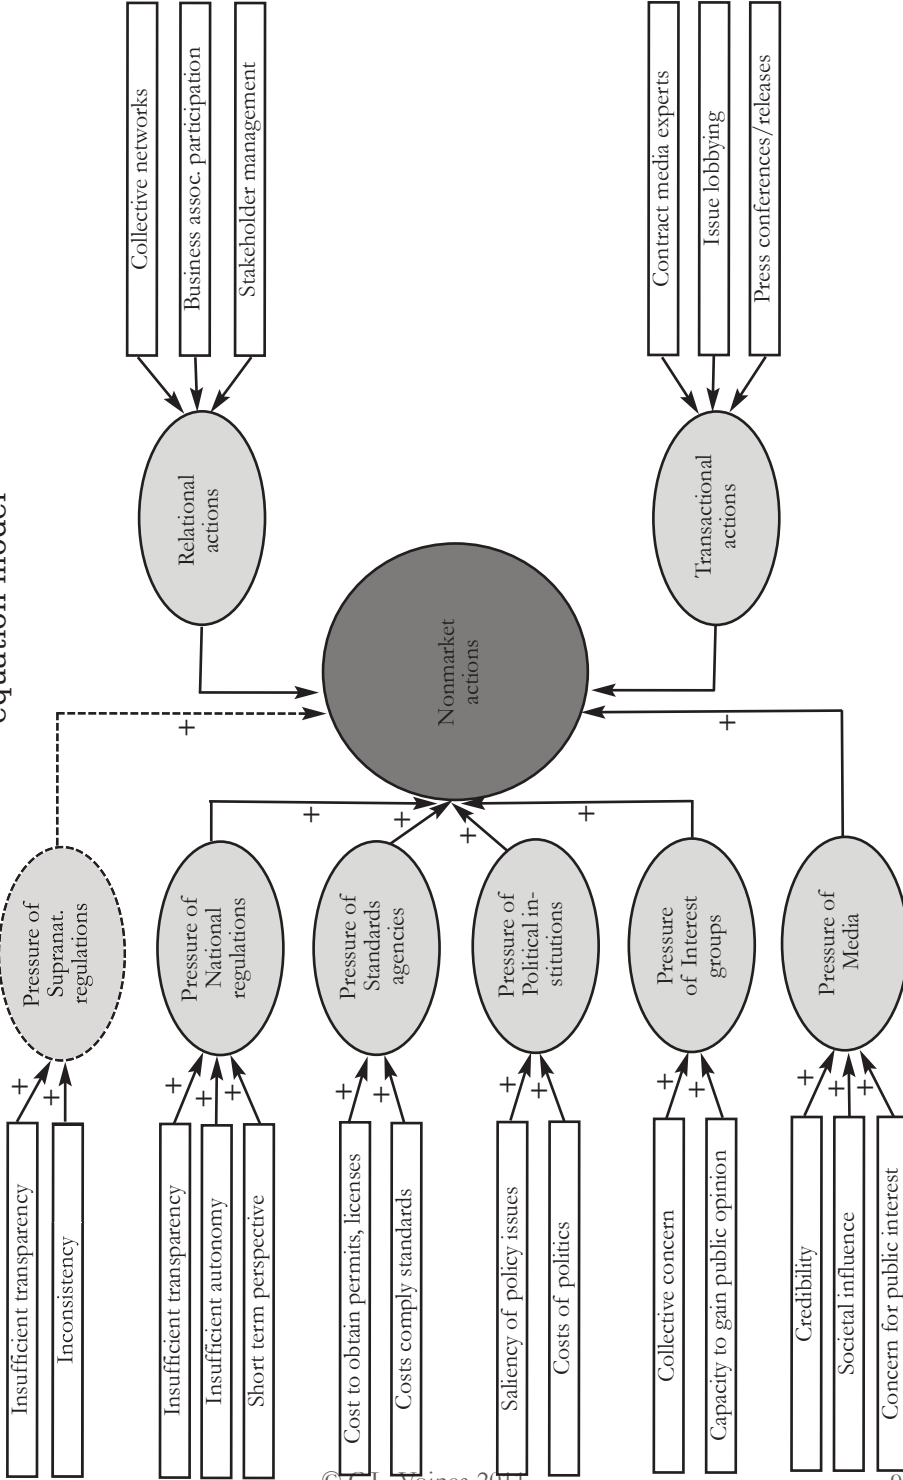 equation model
Insufficient transparency
Inconsistency
Pressure of
Supranat.
regulations
+
+
+
Insufficient transparency
Insufficient autonomy
Short term perspective
Pressure of
National
regulations
+
+
+
+
Cost to obtain permits, licenses
Costs comply standards
Pressure of
Standards
agencies
+
+
+
Saliency of policy issues
Costs of politics
Pressure of
Political in-
stitutions
+
+
+
Collective concern
Capacity to gain public opinion
Pressure
of Interest
groups
+
+
+
Credibility
Societal influence
Concern for public interest
Pressure of
Media
+
+
+
+
Nonmarket
actions
Relational
actions
Collective networks
Business assoc. participation
Stakeholder management
Transactional
actions
Contract media experts
Issue lobbying
Press conferences/releases